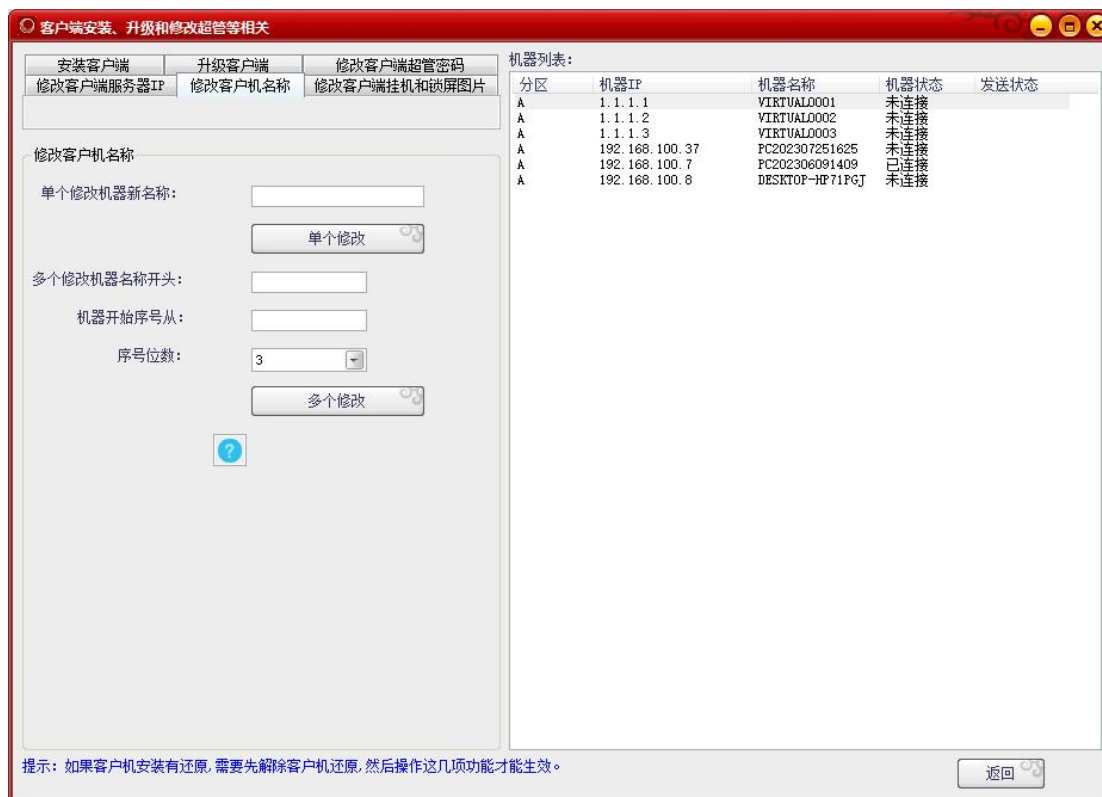 客户端安装、升级和修改超管等相关
安装客户端 升级客户端 修改客户端超管密码
修改客户端服务器IP 修改客户机名称 修改客户端挂机和锁屏图片
修改客户机名称
单个修改机器新名称:
单个修改
多个修改机器名称开头:
机器开始序号从:
序号位数: 3
多个修改
?
机器列表:
分区 机器IP 机器名称 机器状态 发送状态
A 1.1.1.1 VIRTUAL0001 未连接
A 1.1.1.2 VIRTUAL0002 未连接
A 1.1.1.3 VIRTUAL0003 未连接
A 192.168.100.37 PC202307251625 未连接
A 192.168.100.7 PC202306091409 已连接
A 192.168.100.8 DESKTOP-HP71PGJ 未连接
提示: 如果客户机安装有还原,需要先解除客户机还原,然后操作这几项功能才能生效。
返回